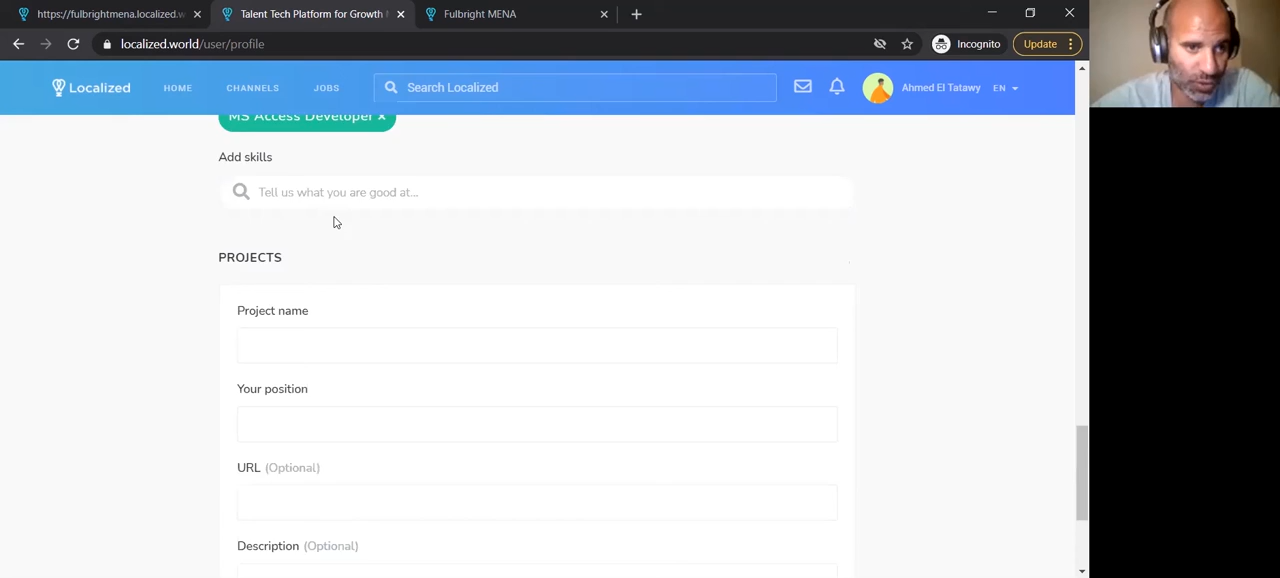 https://fulbrightmena.localized.w
Talent Tech Platform for Growth
Fulbright MENA
localized.world/user/profile
Incognito
Update
Localized
HOME
CHANNELS
JOBS
Search Localized
Ahmed El Tatawy
EN
MS Access Developer
Add skills
Tell us what you are good at...
PROJECTS
Project name
Your position
URL (Optional)
Description (Optional)